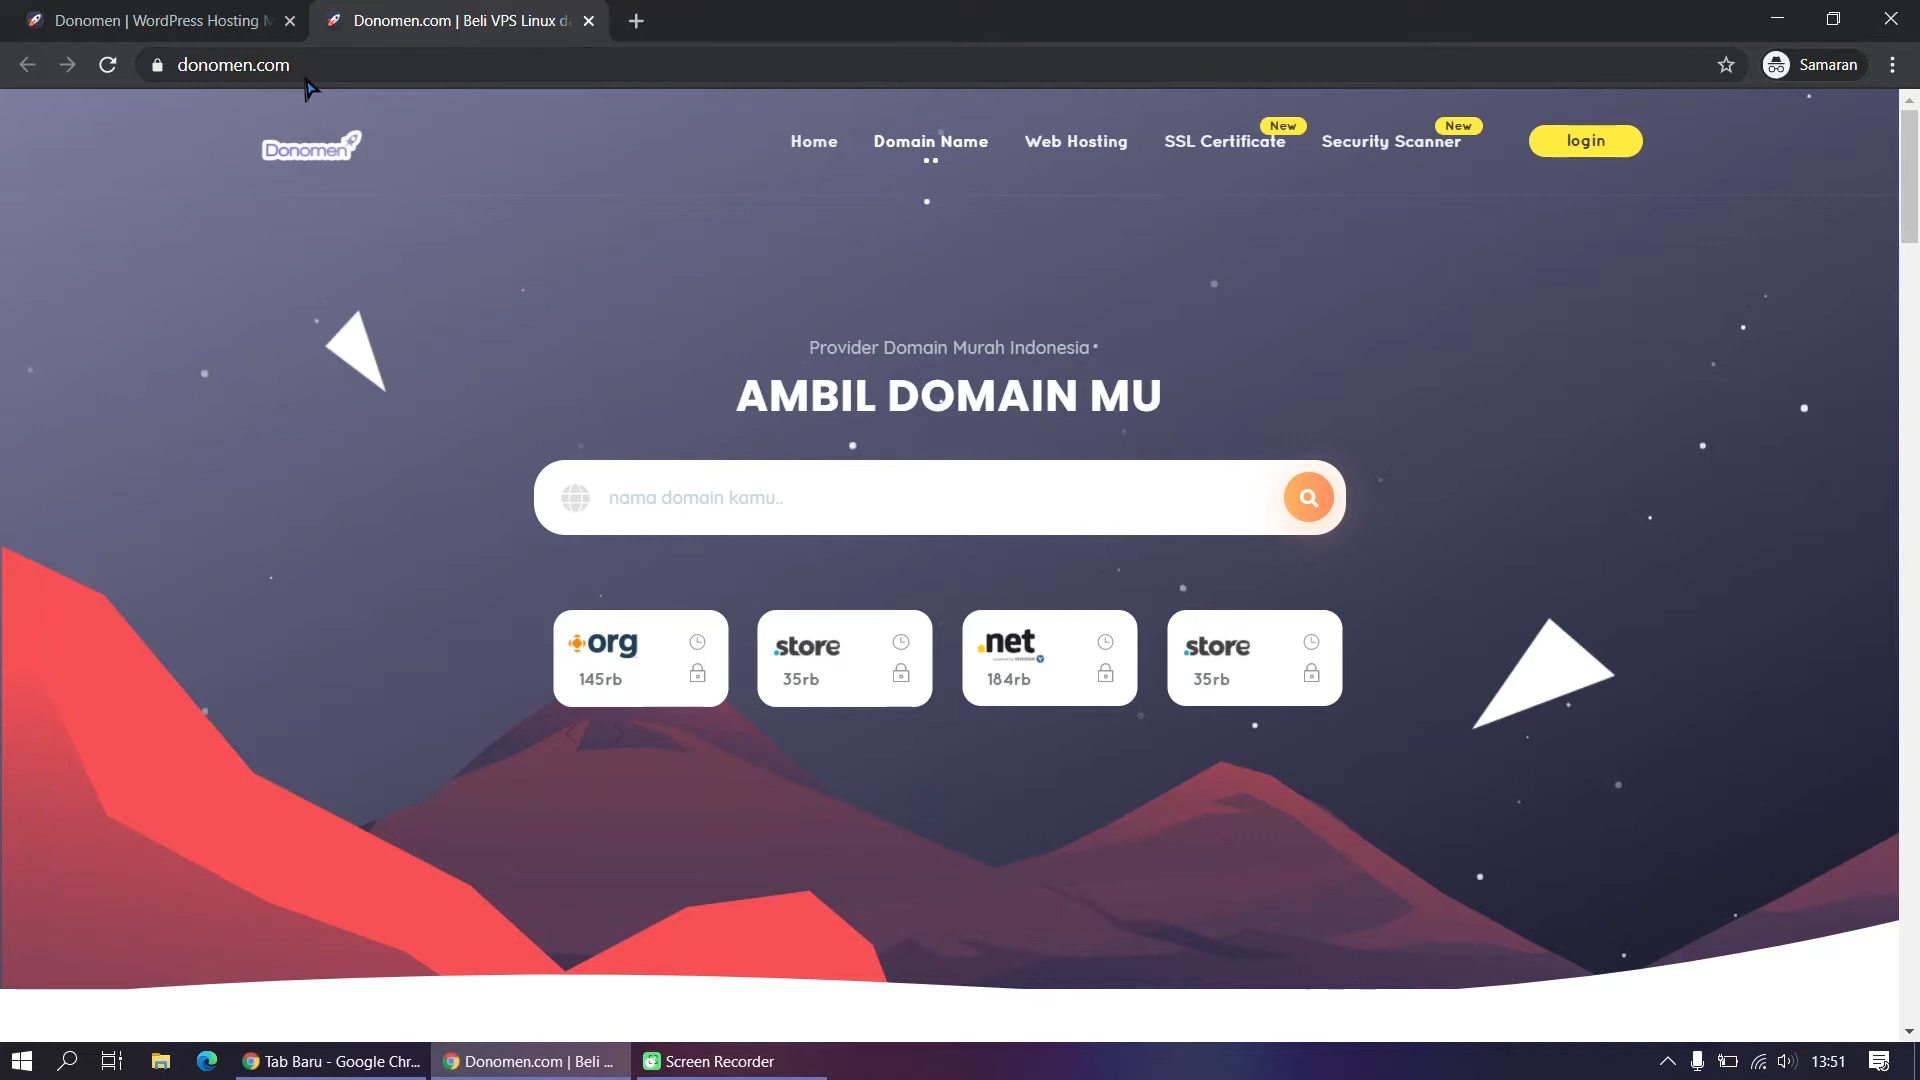 Donomen | WordPress Hosting M
Donomen.com | Beli VPS Linux d
donomen.com
Samaran
Donomen
Home
Domain Name
Web Hosting
SSL Certificate
New
Security Scanner
New
login
Provider Domain Murah Indonesia
AMBIL DOMAIN MU
nama domain kamu..
org
145rb
.store
35rb
.net
184rb
.store
35rb
Tab Baru - Google Chr...
Donomen.com | Beli ...
Screen Recorder
13:51